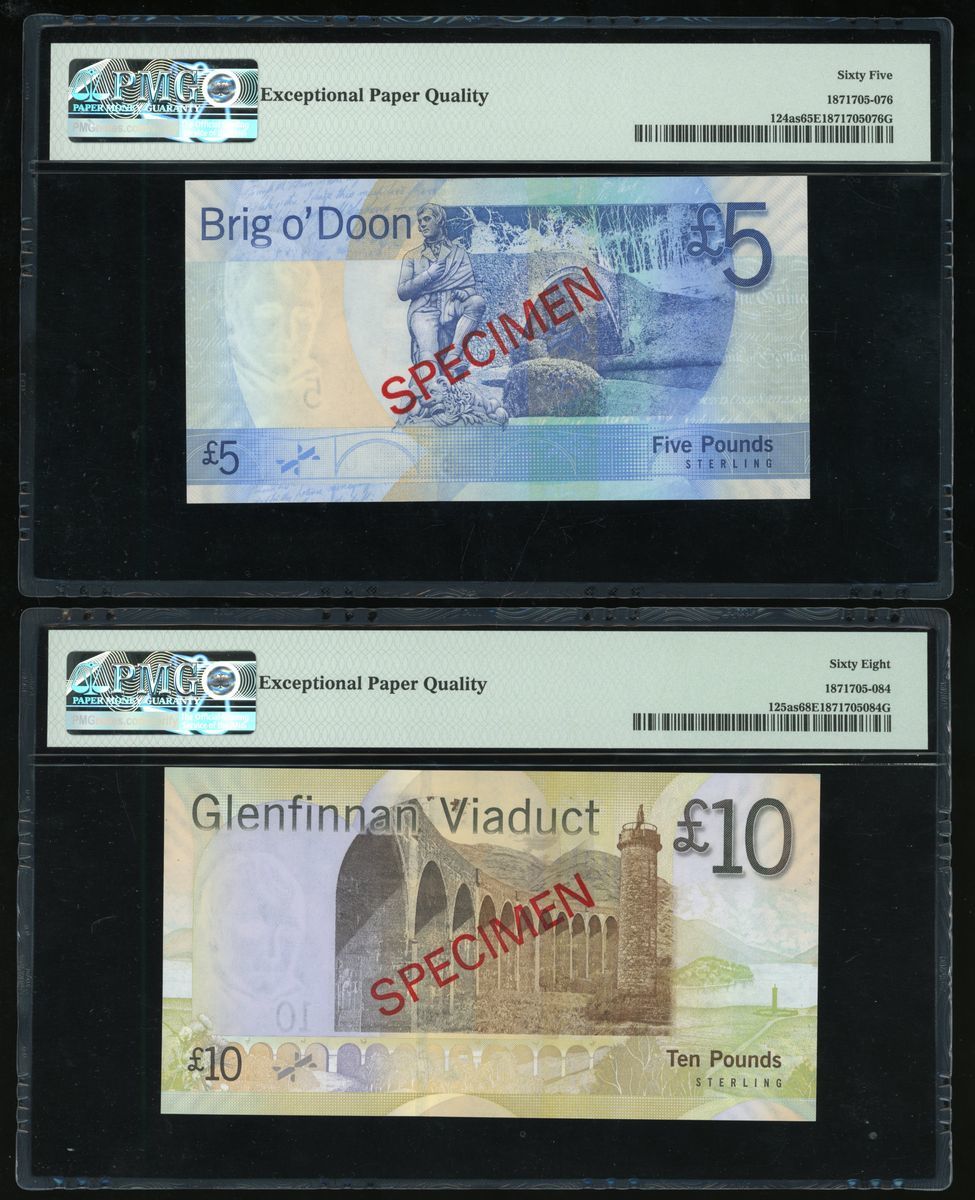 PMG
PAPER MONEY GUARANTY
Exceptional Paper Quality
Sixty Five
1871705-076
124as65E1871705076G
Brig o'Doon
£5
SPECIMEN
£5
Five Pounds
STERLING
PMG
PAPER MONEY GUARANTY
Exceptional Paper Quality
Sixty Eight
1871705-084
125as68E1871705084G
Glenfinnan Viaduct
£10
SPECIMEN
10
£10
Ten Pounds
STERLING